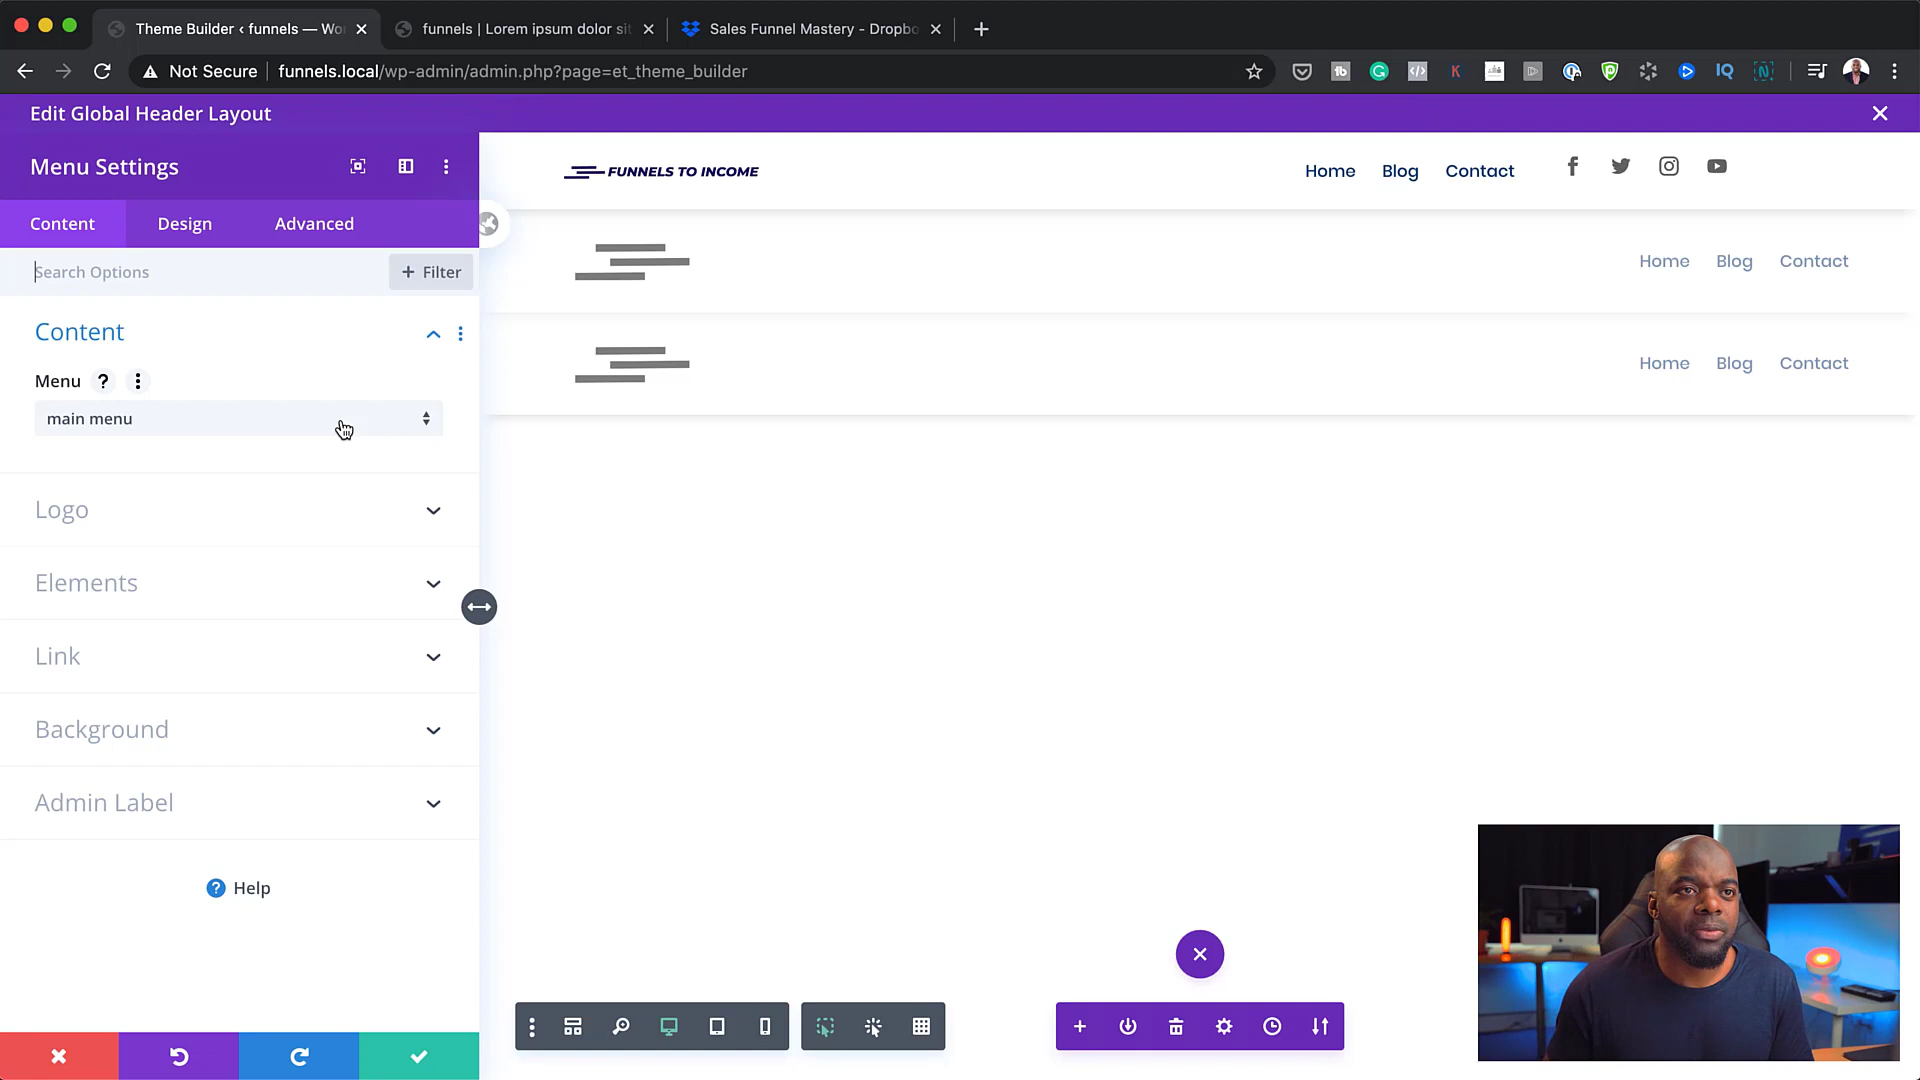 Theme Builder ‹ funnels — Wo
funnels | Lorem ipsum dolor sit
Sales Funnel Mastery - Dropbo
Not Secure
funnels.local/wp-admin/admin.php?page=et_theme_builder
Edit Global Header Layout
Menu Settings
Content
Design
Advanced
Search Options
+ Filter
Content
Menu ?
main menu
Logo
Elements
Link
Background
Admin Label
? Help
FUNNELS TO INCOME
Home Blog Contact
Home Blog Contact
Home Blog Contact